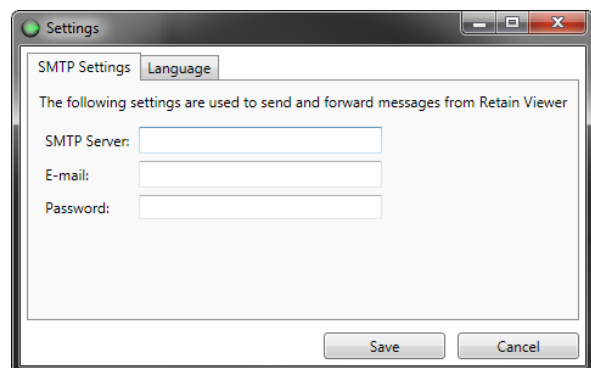 Settings
SMTP Settings Language
The following settings are used to send and forward messages from Retain Viewer
SMTP Server:
E-mail:
Password:
Save Cancel